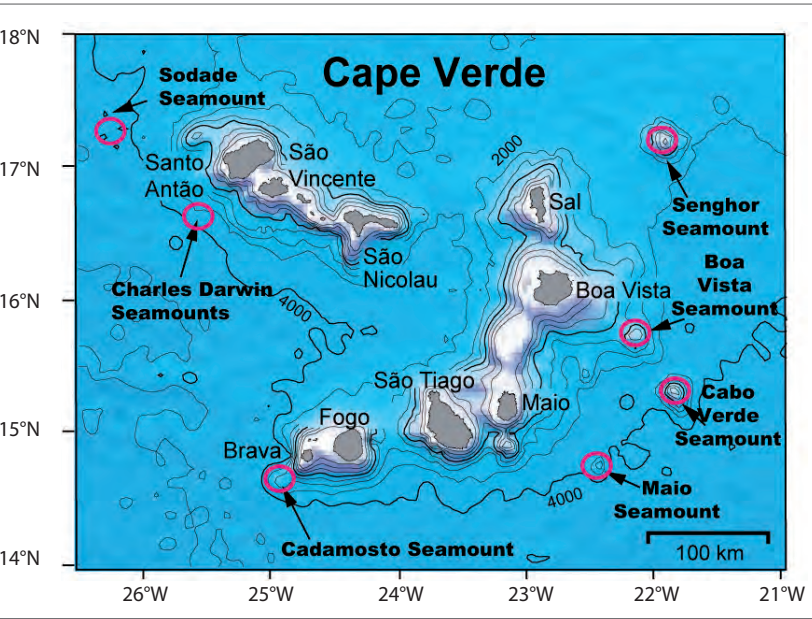 18°N
Cape Verde
Sodade
Seamount
17°N
Santo
Antão
São
Vincente
2000
Sal
Senghor
Seamount
São
Nicolau
Charles Darwin
Seamounts
4000
16°N
Boa Vista
Boa
Vista
Seamount
São Tiago
Maio
Cabo
Verde
Seamount
15°N
Fogo
Brava
Maio
Seamount
4000
Cadamosto Seamount
100 km
14°N
26°W 25°W 24°W 23°W 22°W 21°W